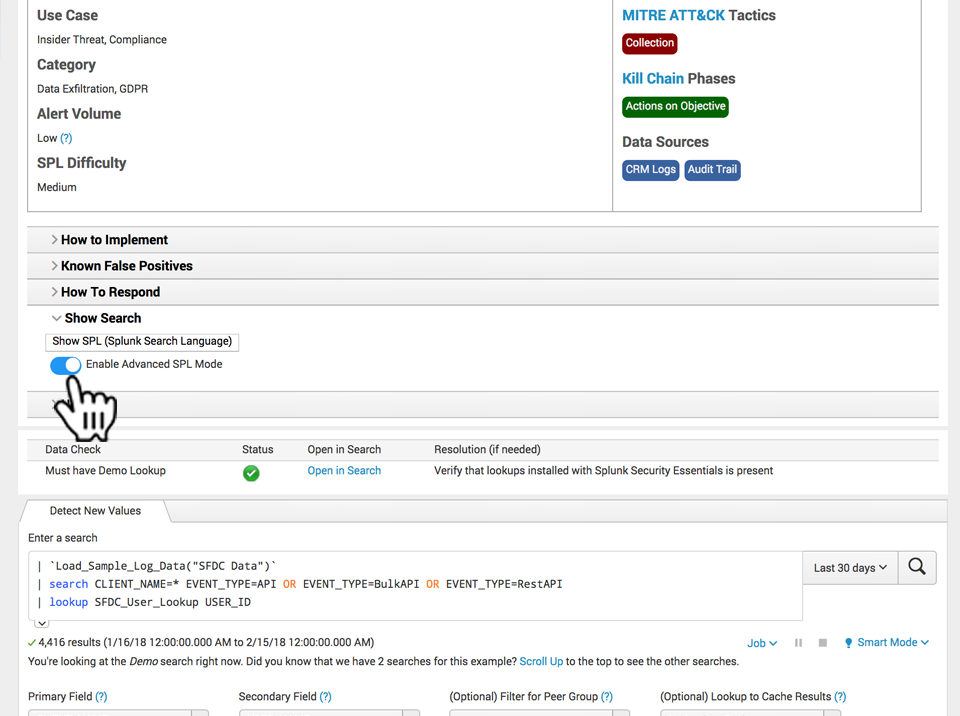 Use Case
Insider Threat, Compliance
Category
Data Exfiltration, GDPR
Alert Volume
Low (?)
SPL Difficulty
Medium
MITRE ATT&CK Tactics
Collection
Kill Chain Phases
Actions on Objective
Data Sources
CRM Logs Audit Trail
How to Implement
Known False Positives
How To Respond
Show Search
Show SPL (Splunk Search Language)
Enable Advanced SPL Mode
Data Check Status Open in Search Resolution (if needed)
Must have Demo Lookup Open in Search Verify that lookups installed with Splunk Security Essentials is present
Detect New Values
Enter a search
| `Load_Sample_Log_Data("SFDC Data")`
| search CLIENT_NAME=* EVENT_TYPE=API OR EVENT_TYPE=BulkAPI OR EVENT_TYPE=RestAPI
| lookup SFDC_User_Lookup USER_ID
Last 30 days
4,416 results (1/16/18 12:00:00.000 AM to 2/15/18 12:00:00.000 AM)
Job Smart Mode
You're looking at the Demo search right now. Did you know that we have 2 searches for this example? Scroll Up to the top to see the other searches.
Primary Field (?) Secondary Field (?) (Optional) Filter for Peer Group (?) (Optional) Lookup to Cache Results (?)